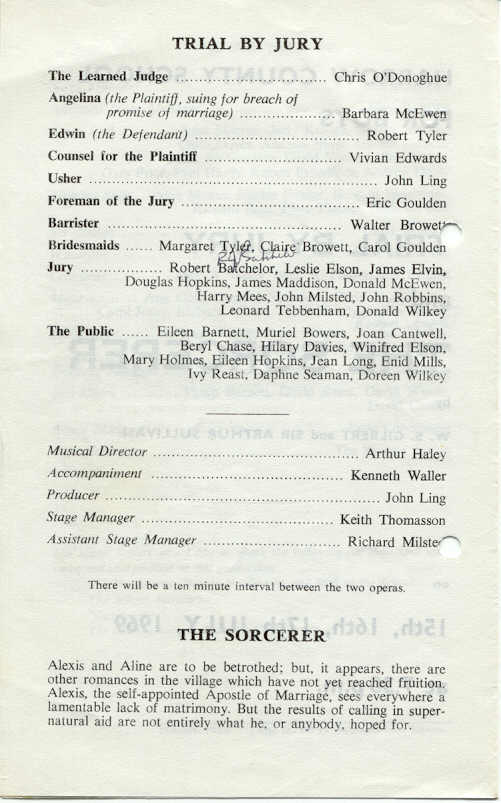 TRIAL BY JURY
The Learned Judge .......................... Chris O'Donoghue
Angelina (the Plaintiff, suing for breach of
promise of marriage) .................. Barbara McEwen
Edwin (the Defendant) ............................... Robert Tyler
Counsel for the Plaintiff ......................... Vivian Edwards
Usher ................................................ John Ling
Foreman of the Jury ................................. Eric Goulden
Barrister ......................................... Walter Browett
Bridesmaids ...... Margaret Tyler, Claire Browett, Carol Goulden
Jury ................ Robert Batchelor, Leslie Elson, James Elvin,
Douglas Hopkins, James Maddison, Donald McEwen,
Harry Mees, John Milsted, John Robbins,
Leonard Tebbenham, Donald Wilkey
The Public ...... Eileen Barnett, Muriel Bowers, Joan Cantwell,
Beryl Chase, Hilary Davies, Winifred Elson,
Mary Holmes, Eileen Hopkins, Jean Long, Enid Mills,
Ivy Reast, Daphne Seaman, Doreen Wilkey
Musical Director ...................................... Arthur Haley
Accompaniment ................................... Kenneth Waller
Producer .................................................. John Ling
Stage Manager .................................. Keith Thomasson
Assistant Stage Manager ........................ Richard Milste
There will be a ten minute interval between the two operas.
THE SORCERER
Alexis and Aline are to be betrothed; but, it appears, there are
other romances in the village which have not yet reached fruition.
Alexis, the self-appointed Apostle of Marriage, sees everywhere a
lamentable lack of matrimony. But the results of calling in super-
natural aid are not entirely what he, or anybody, hoped for.